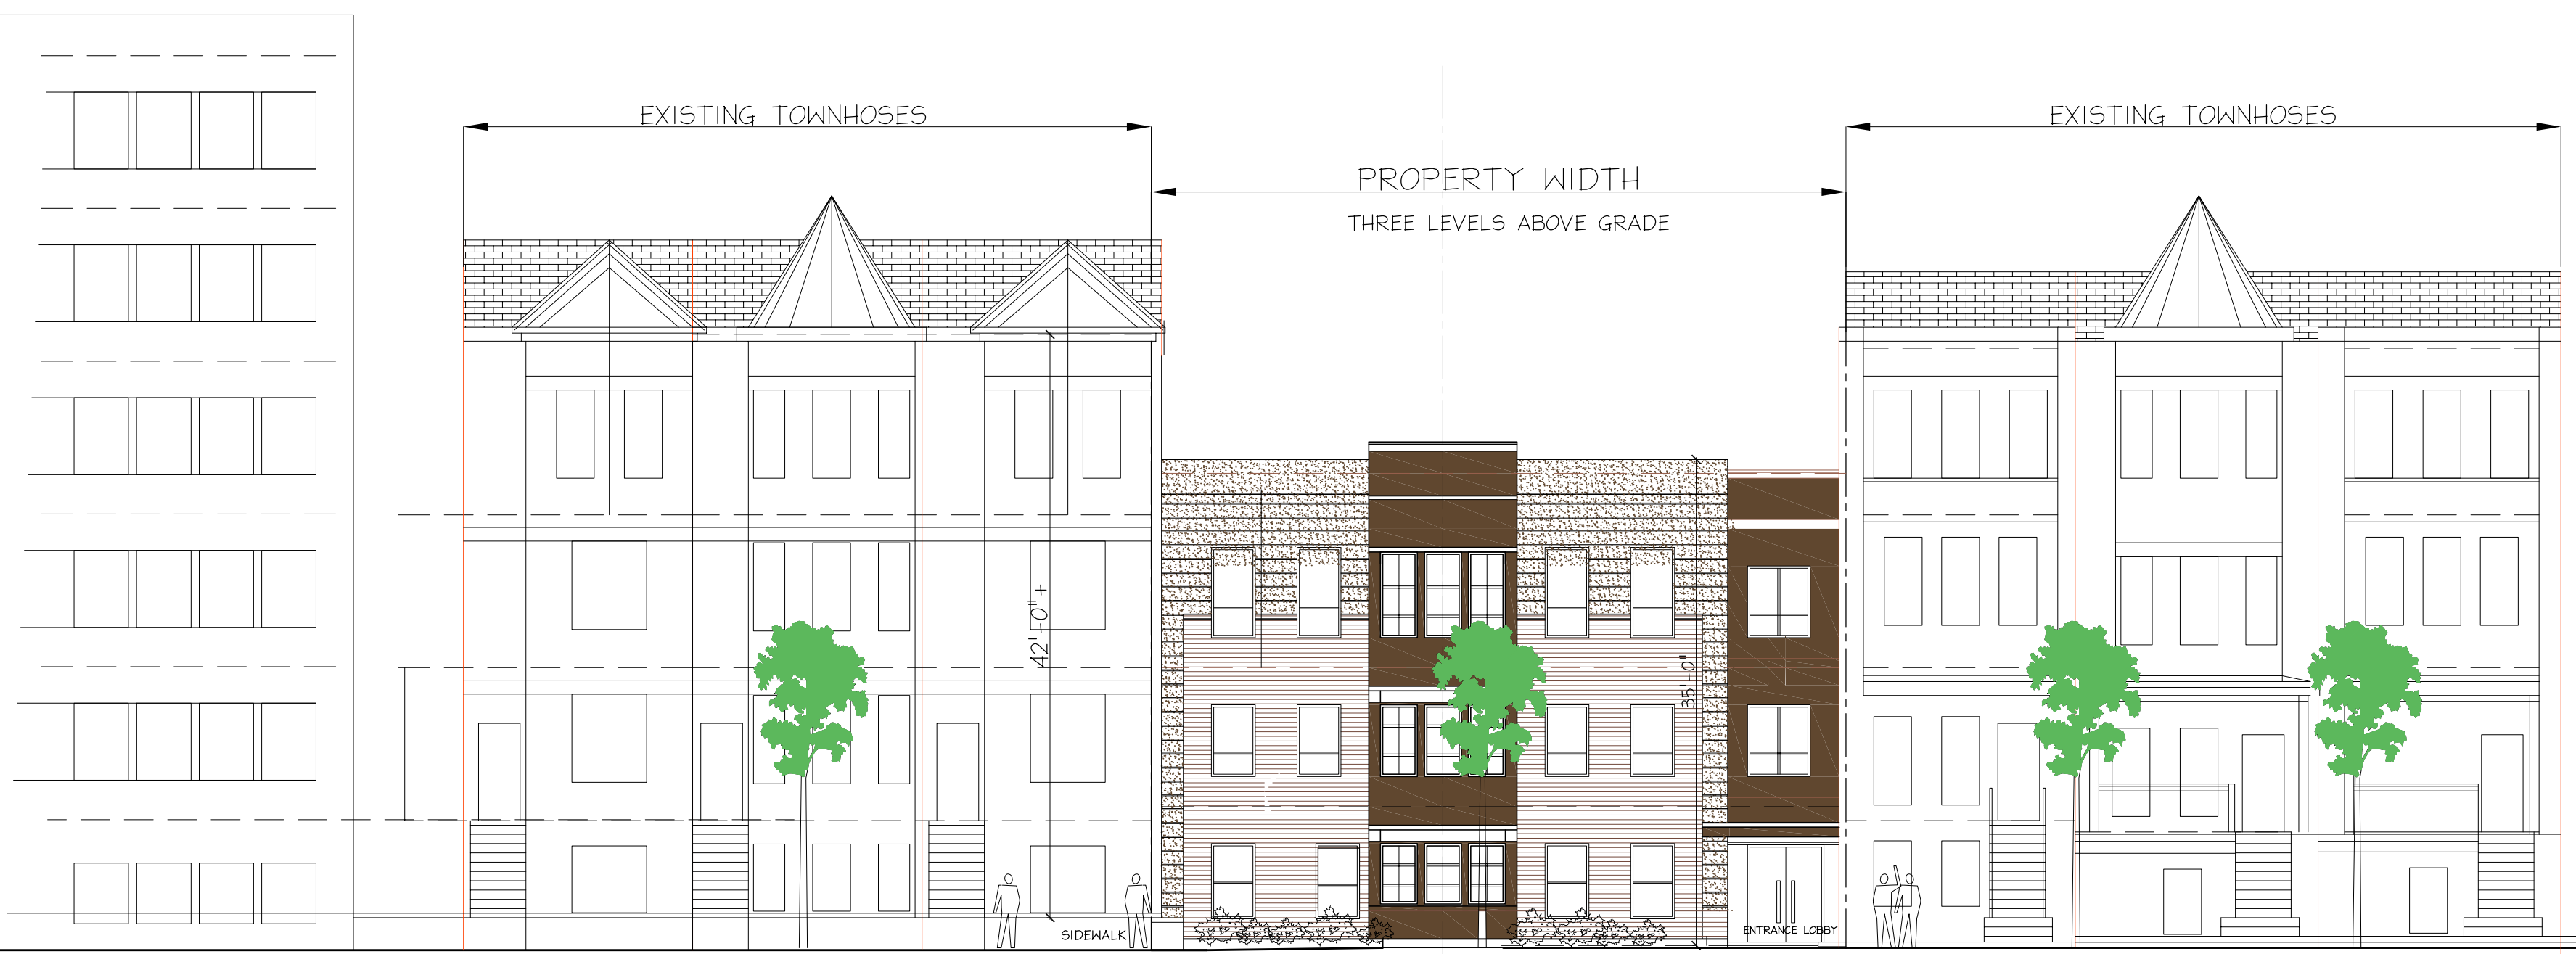 EXISTING TOWNHOSES
EXISTING TOWNHOSES
PROPERTY WIDTH
THREE LEVELS ABOVE GRADE
42'-0"+
35'-0"
SIDEWALK
ENTRANCE LOBBY